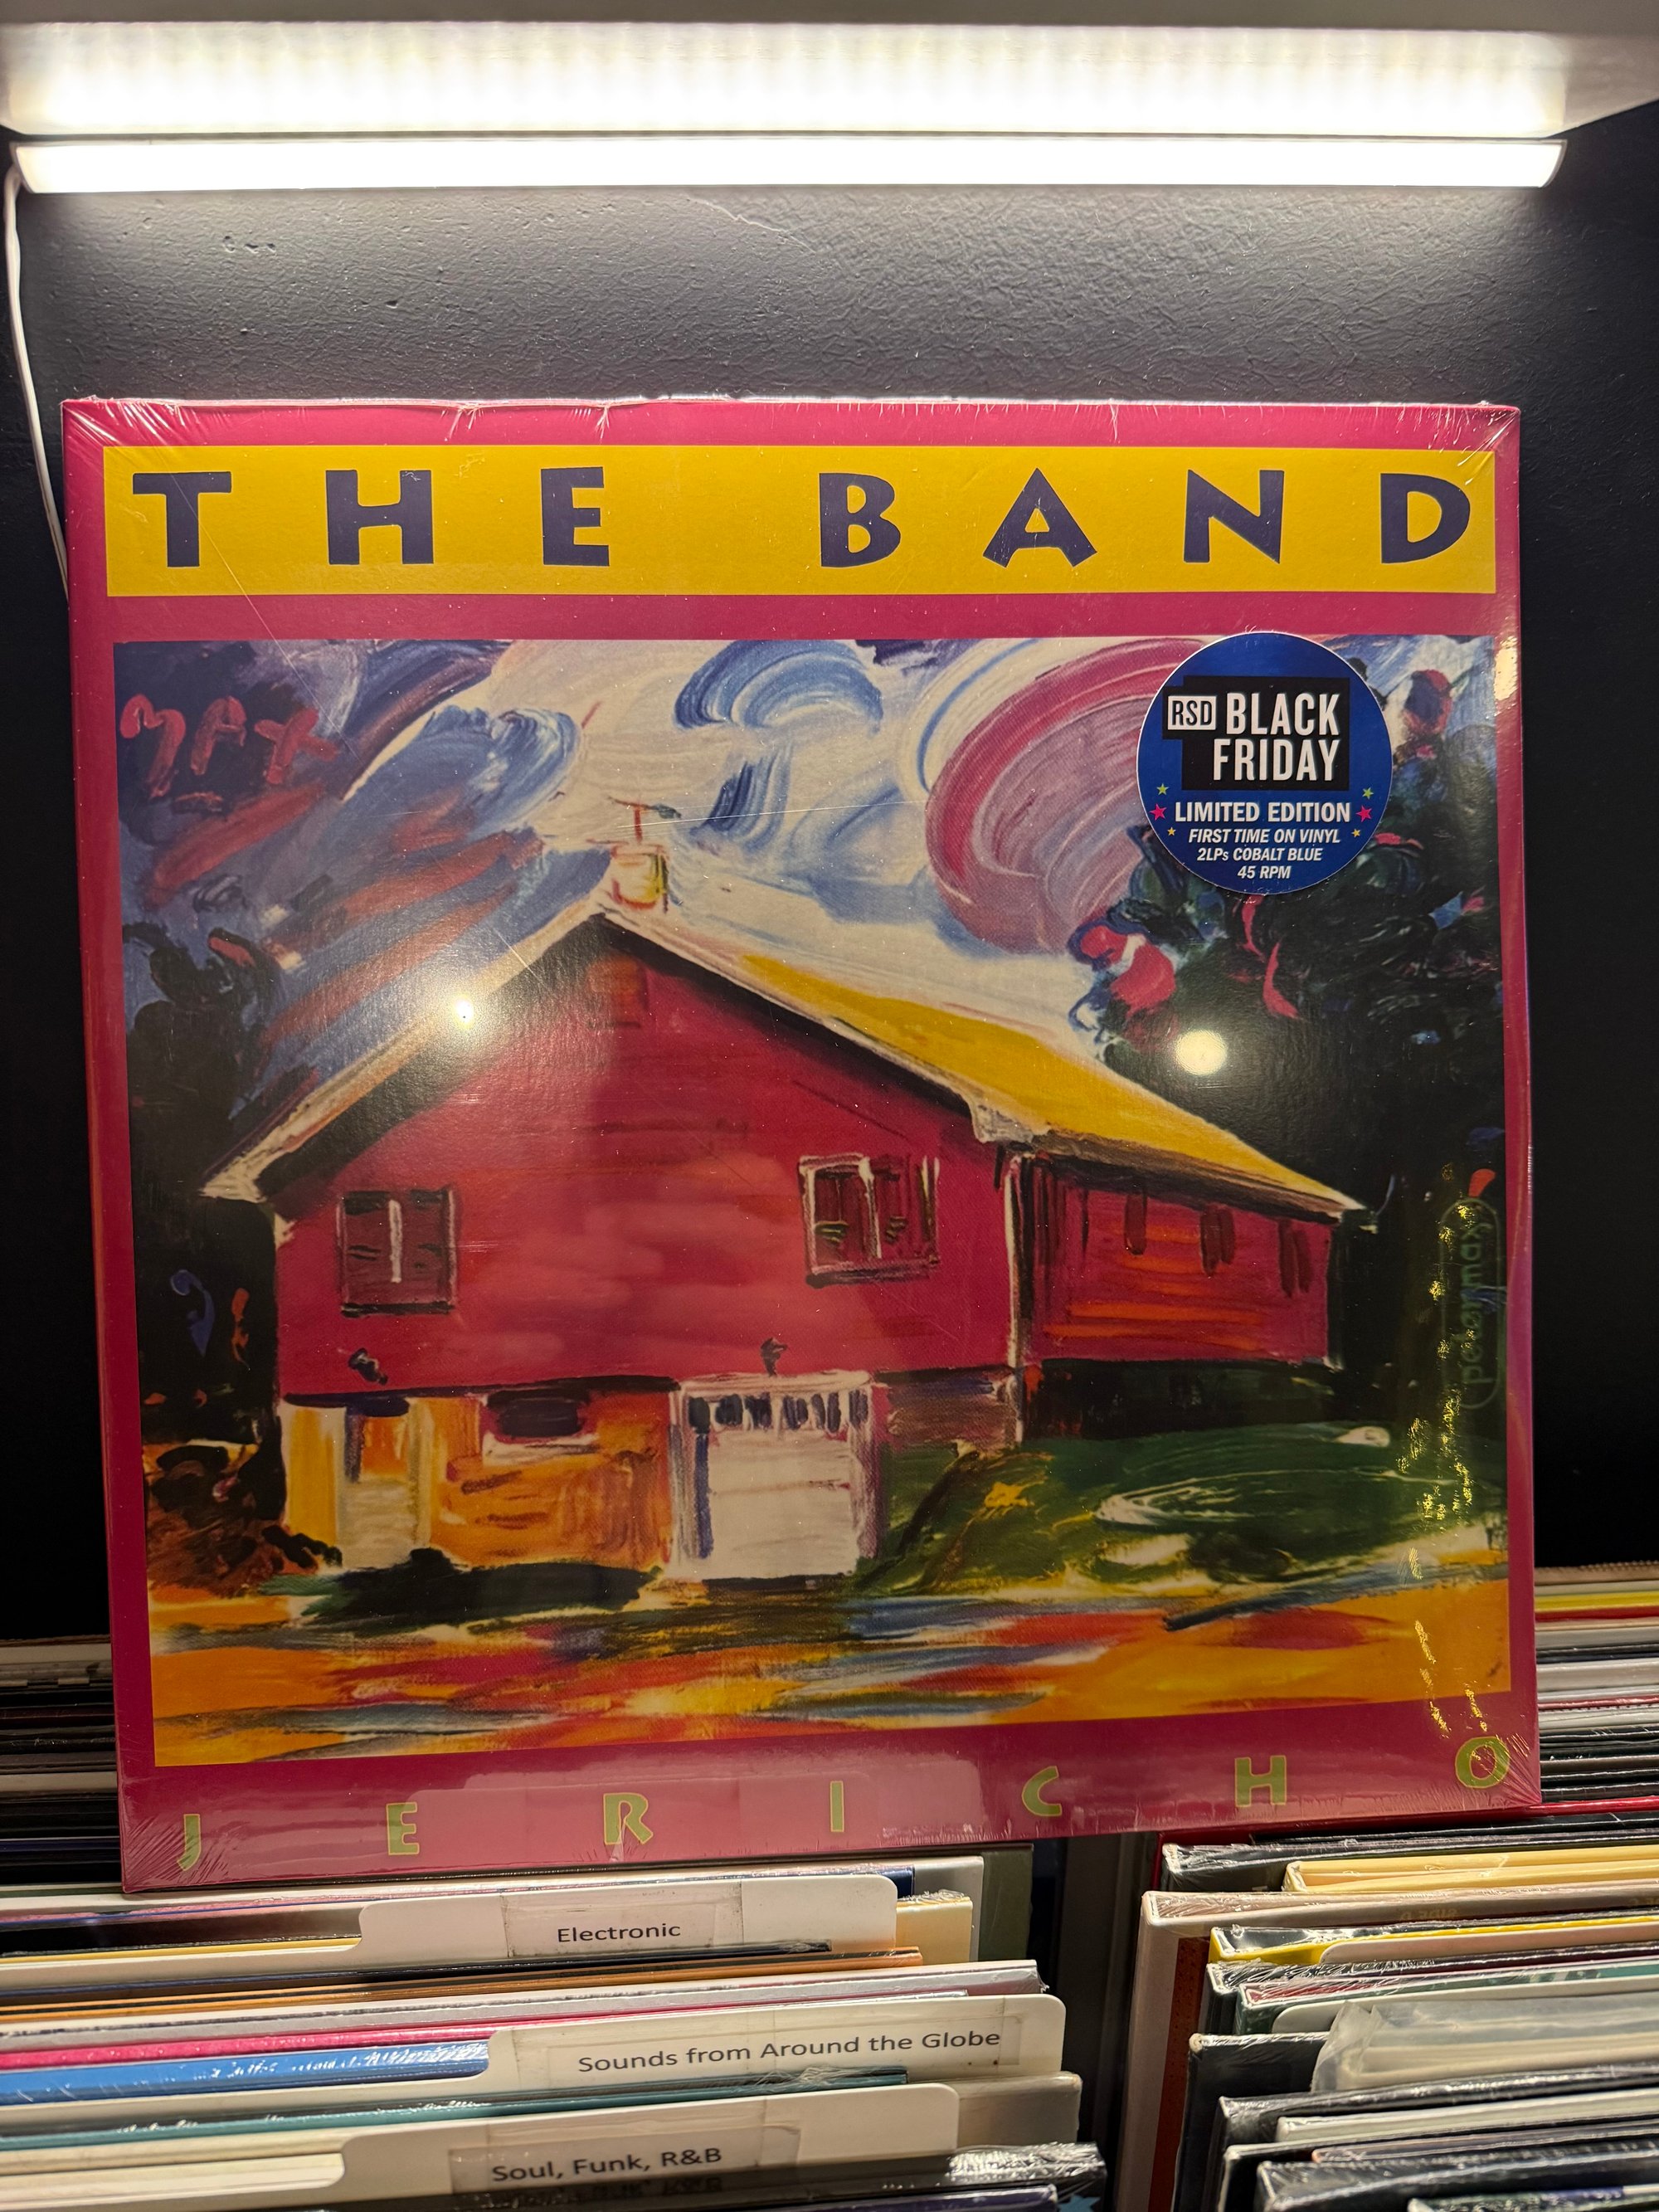 THE BAND
MAX
RSD BLACK
FRIDAY
LIMITED EDITION
FIRST TIME ON VINYL
2LPs COBALT BLUE
45 RPM
JERICHO
Electronic
Sounds from Around the Globe
Soul, Funk, R&B